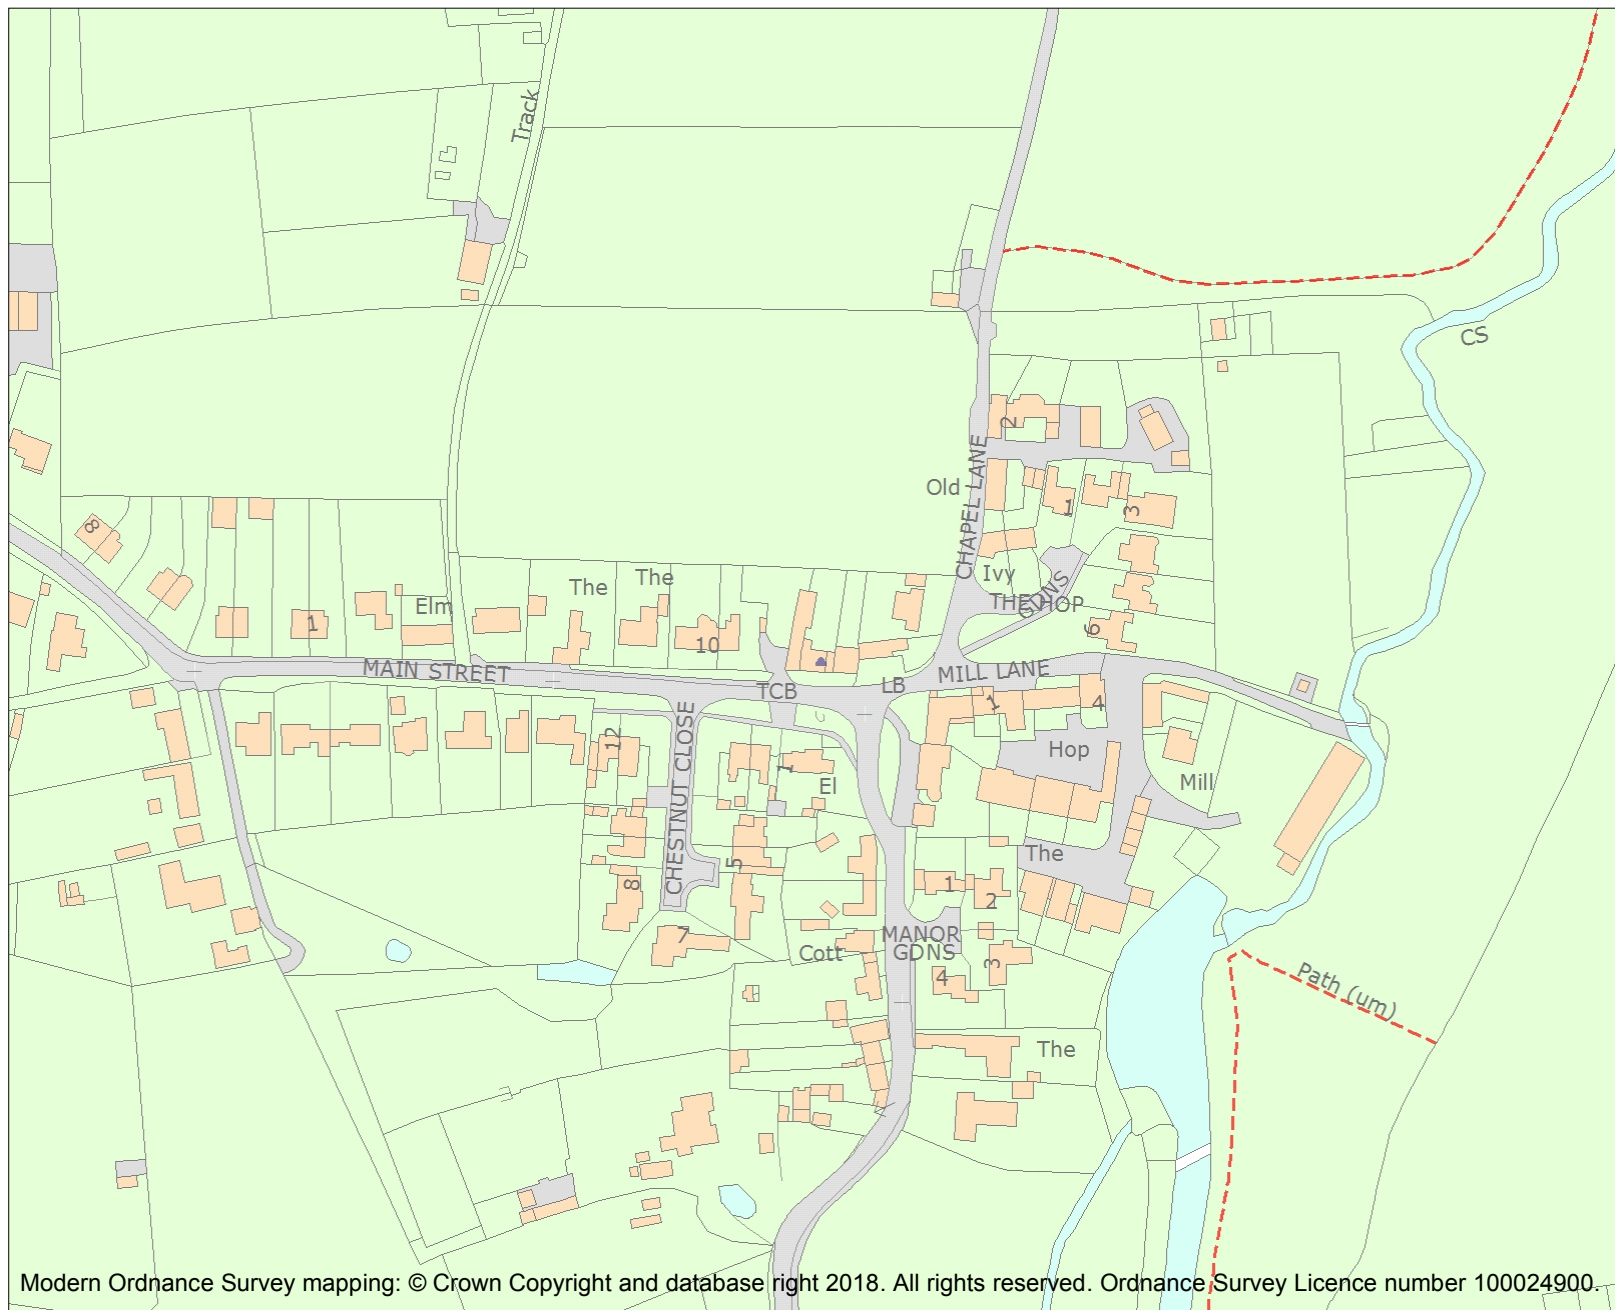 Track
CS
2
CHAPEL LANE
Old
1
3
8
Ivy
The
The
THE HOP
GDNS
Elm
1
6
10
MAIN STREET
MILL LANE
TCB
LB
1
4
12
CHESTNUT CLOSE
Hop
1
El
Mill
The
5
8
1
2
7
MANOR
GDNS
Cott
3
4
Path (um)
The
Modern Ordnance Survey mapping: © Crown Copyright and database right 2018. All rights reserved. Ordnance Survey Licence number 100024900.